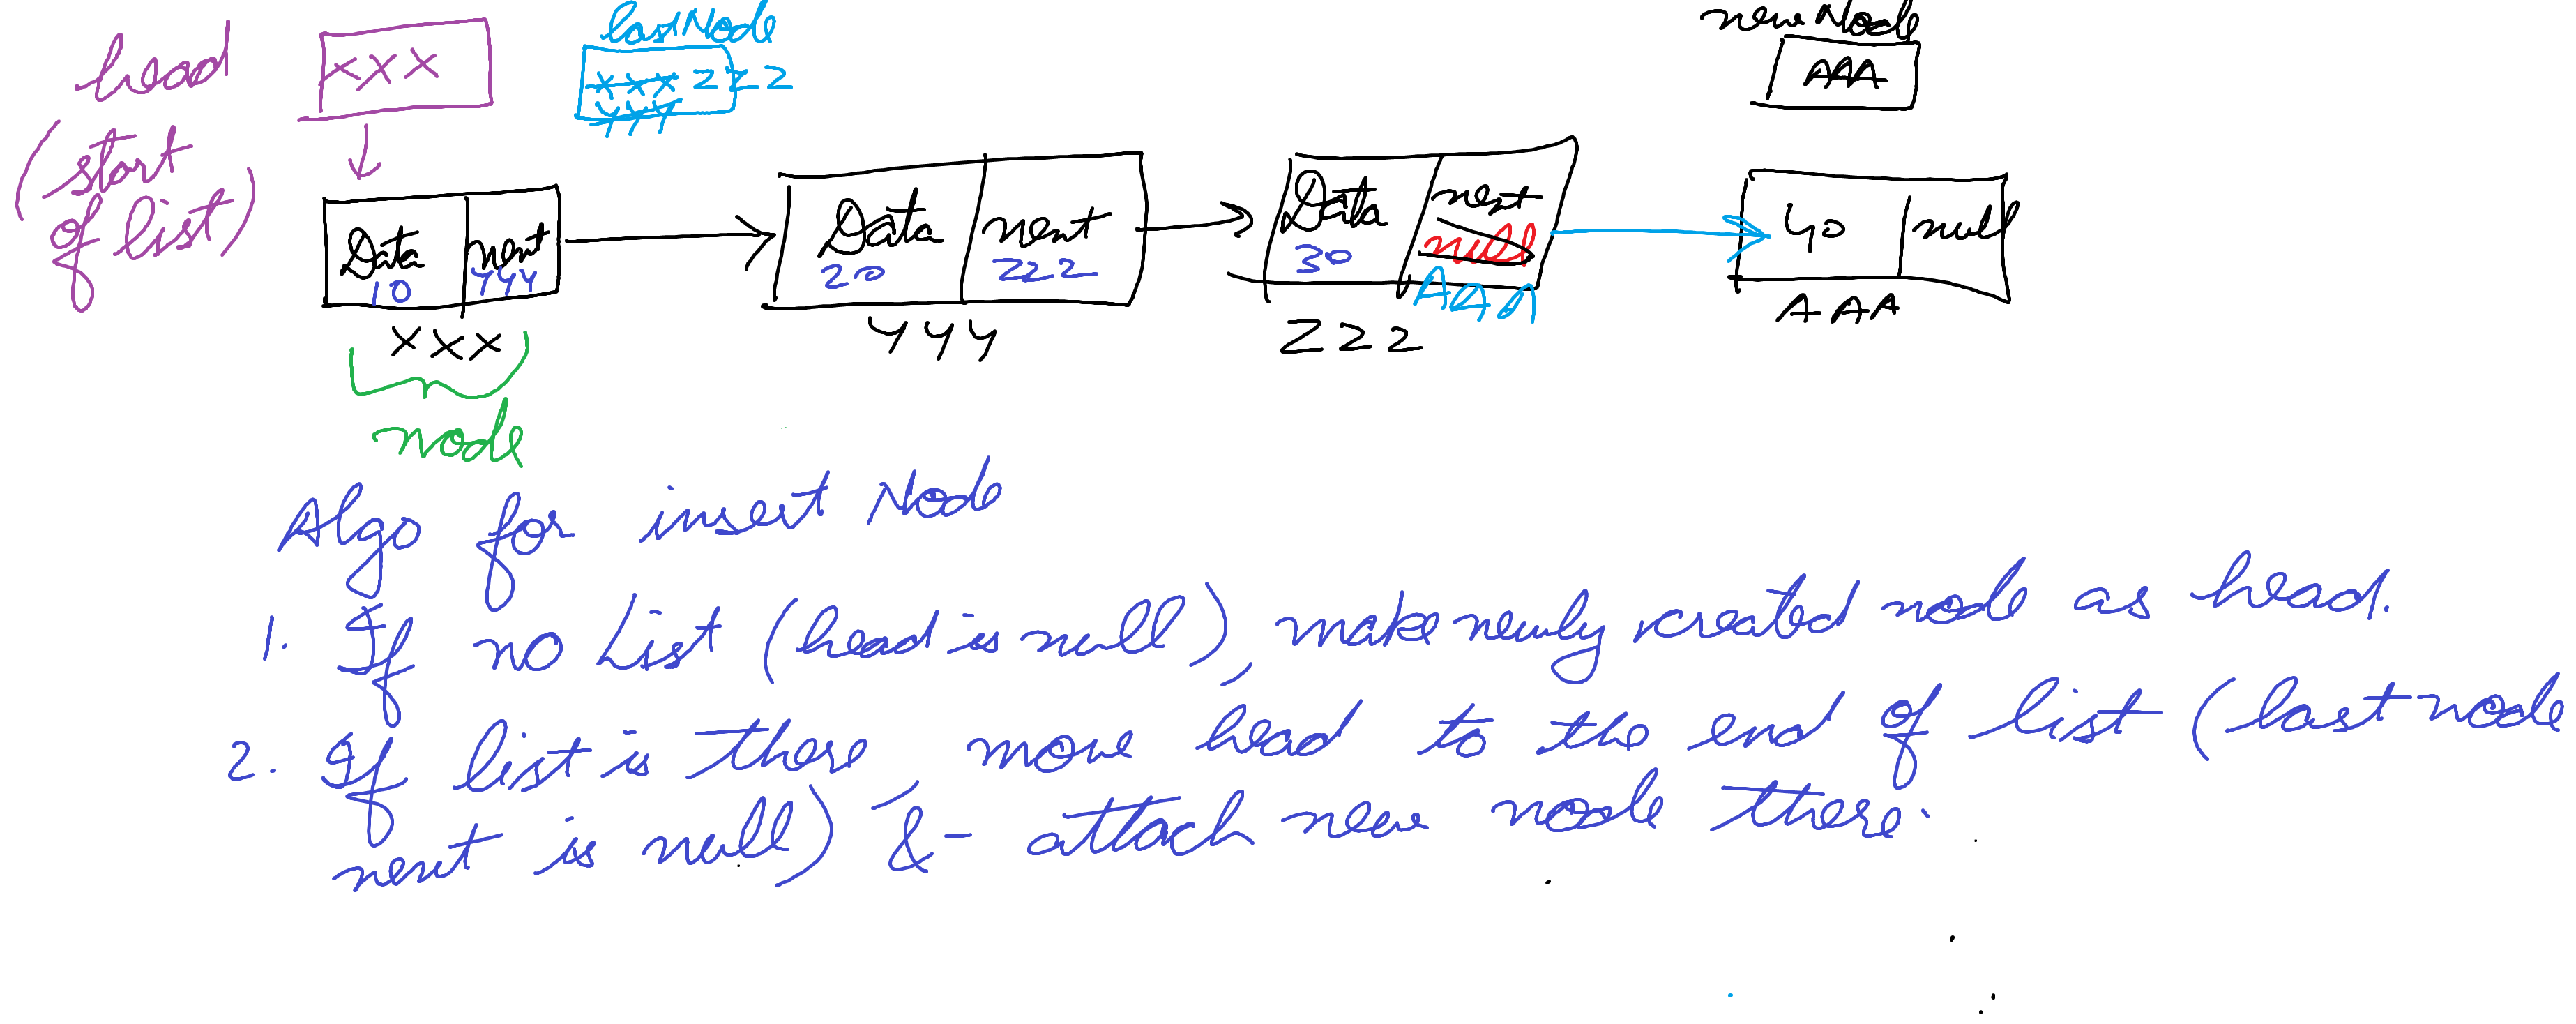 head
(start
of list)
XXX
lastNode
XXX ZZZ
YYY
newNode
AAA
Data next
10 YYY
XXX
node
Data next
20 ZZZ
YYY
Data next
30 null
AAA
ZZZ
40 null
AAA
Algo for insert Node
1. If no List (head is null), make newly created node as head.
2. If list is there, move head to the end of list (last node
next is null) & attach new node there.